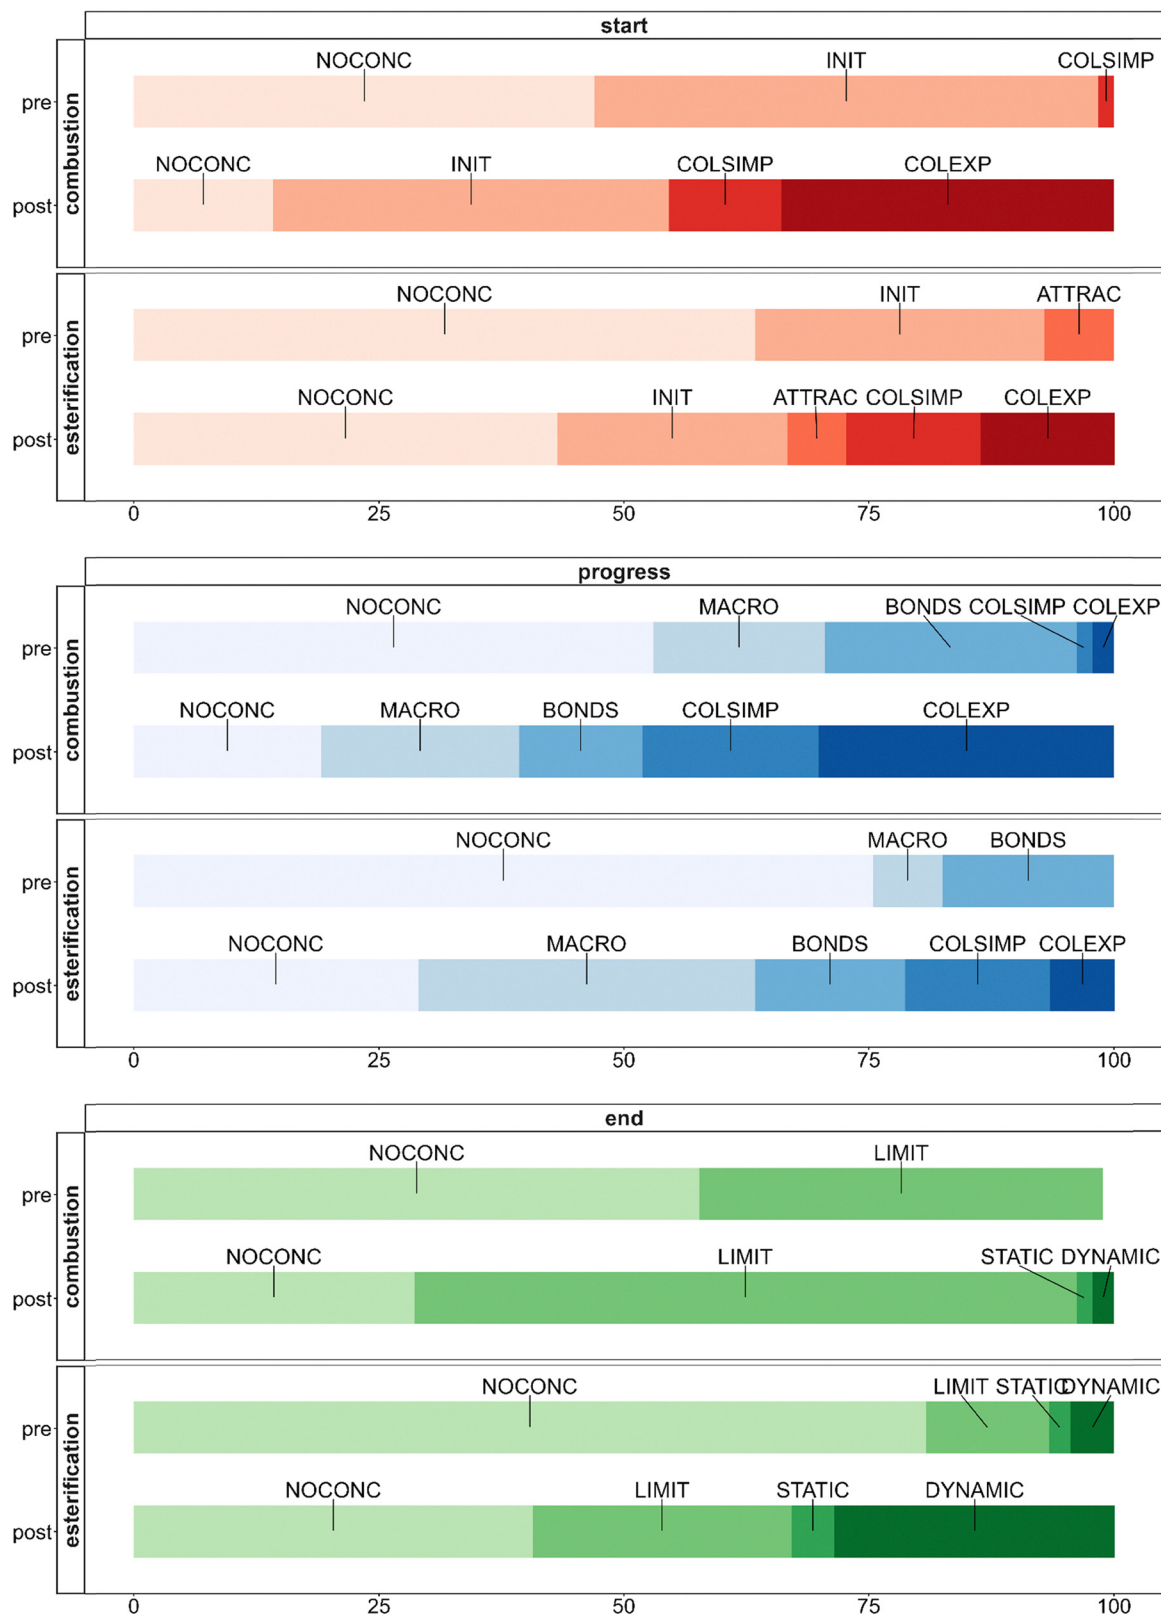 start
NOCONC INIT COLSIMP
pre
NOCONC INIT COLSIMP COLEXP
post
combustion
NOCONC INIT ATTRAC
pre
NOCONC INIT ATTRAC COLSIMP COLEXP
post
esterification
0 25 50 75 100
progress
NOCONC MACRO BONDS COLSIMP COLEXP
pre
NOCONC MACRO BONDS COLSIMP COLEXP
post
combustion
NOCONC MACRO BONDS
pre
NOCONC MACRO BONDS COLSIMP COLEXP
post
esterification
0 25 50 75 100
end
NOCONC LIMIT
pre
NOCONC LIMIT STATIC DYNAMIC
post
combustion
NOCONC LIMIT STATIC DYNAMIC
pre
NOCONC LIMIT STATIC DYNAMIC
post
esterification
0 25 50 75 100